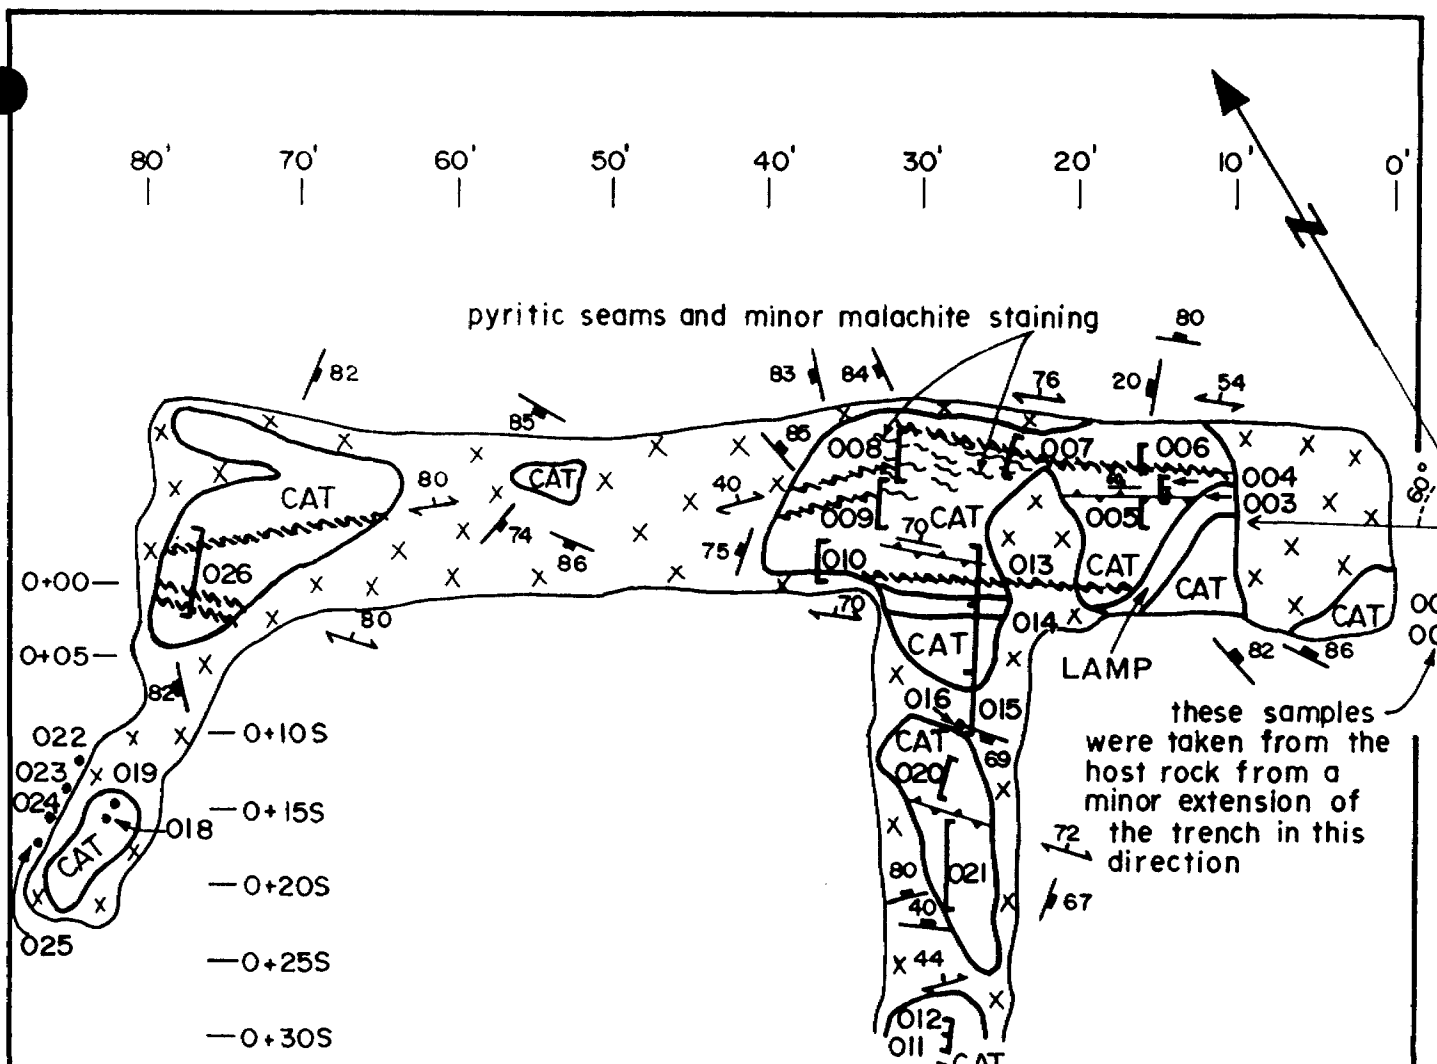 80' 70' 60' 50' 40' 30' 20' 10' 0'
N
pyritic seams and minor malachite staining
80
82 83 84 76 20 54
85 85
008 007 006
80 40 004
CAT CAT 003
009 CAT 005
60°
74 86 75 70
010 013 CAT CAT
026
0+00
70 014 CAT
80 CAT
0+05
LAMP 82 86
82
016 015
these samples
were taken from the
host rock from a
minor extension of
the trench in this
direction
022 0+10S CAT 69
023 019 020
024 018 0+15S
CAT 72
80 021
0+20S 40 67
025
0+25S 44
012
0+30S 011
CAT